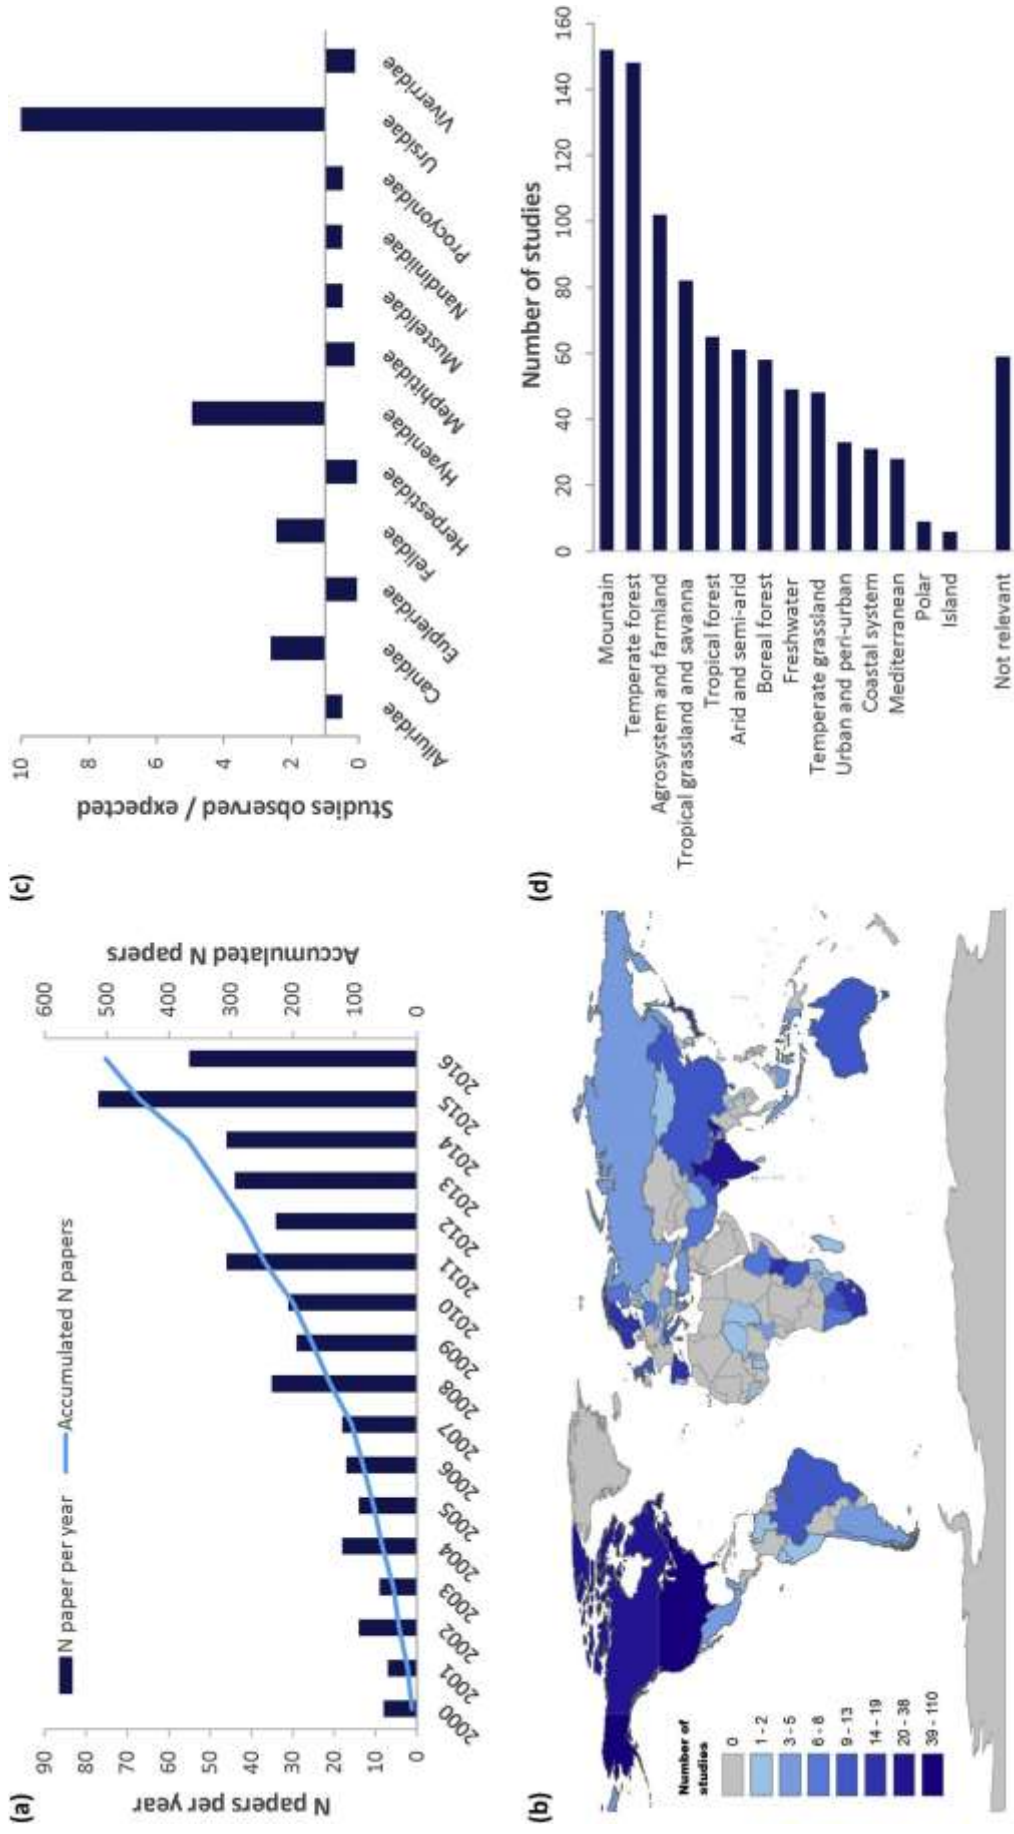 (a)
N papers per year
90
80
70
60
50
40
30
20
10
0
N paper per year
Accumulated N papers
600
500
400
300
200
100
0
Accumulated N papers
2000
2001
2002
2003
2004
2005
2006
2007
2008
2009
2010
2011
2012
2013
2014
2015
2016
(b)
Number of
studies
0
1 - 2
3 - 5
6 - 8
9 - 13
14 - 19
20 - 38
39 - 110
(c)
Studies observed / expected
10
8
6
4
2
0
Ailuridae
Canidae
Eupleridae
Felidae
Herpestidae
Hyaenidae
Mephitidae
Mustelidae
Nandiniidae
Procyonidae
Ursidae
Viverridae
(d)
Number of studies
0
20
40
60
80
100
120
140
160
Mountain
Temperate forest
Agrosystem and farmland
Tropical grassland and savanna
Tropical forest
Arid and semi-arid
Boreal forest
Freshwater
Temperate grassland
Urban and peri-urban
Coastal system
Mediterranean
Polar
Island
Not relevant